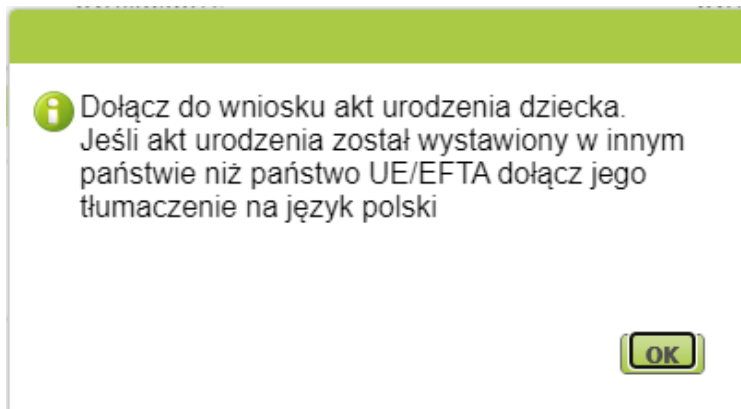 Dołącz do wniosku akt urodzenia dziecka.
Jeśli akt urodzenia został wystawiony w innym
państwie niż państwo UE/EFTA dołącz jego
tłumaczenie na język polski
OK